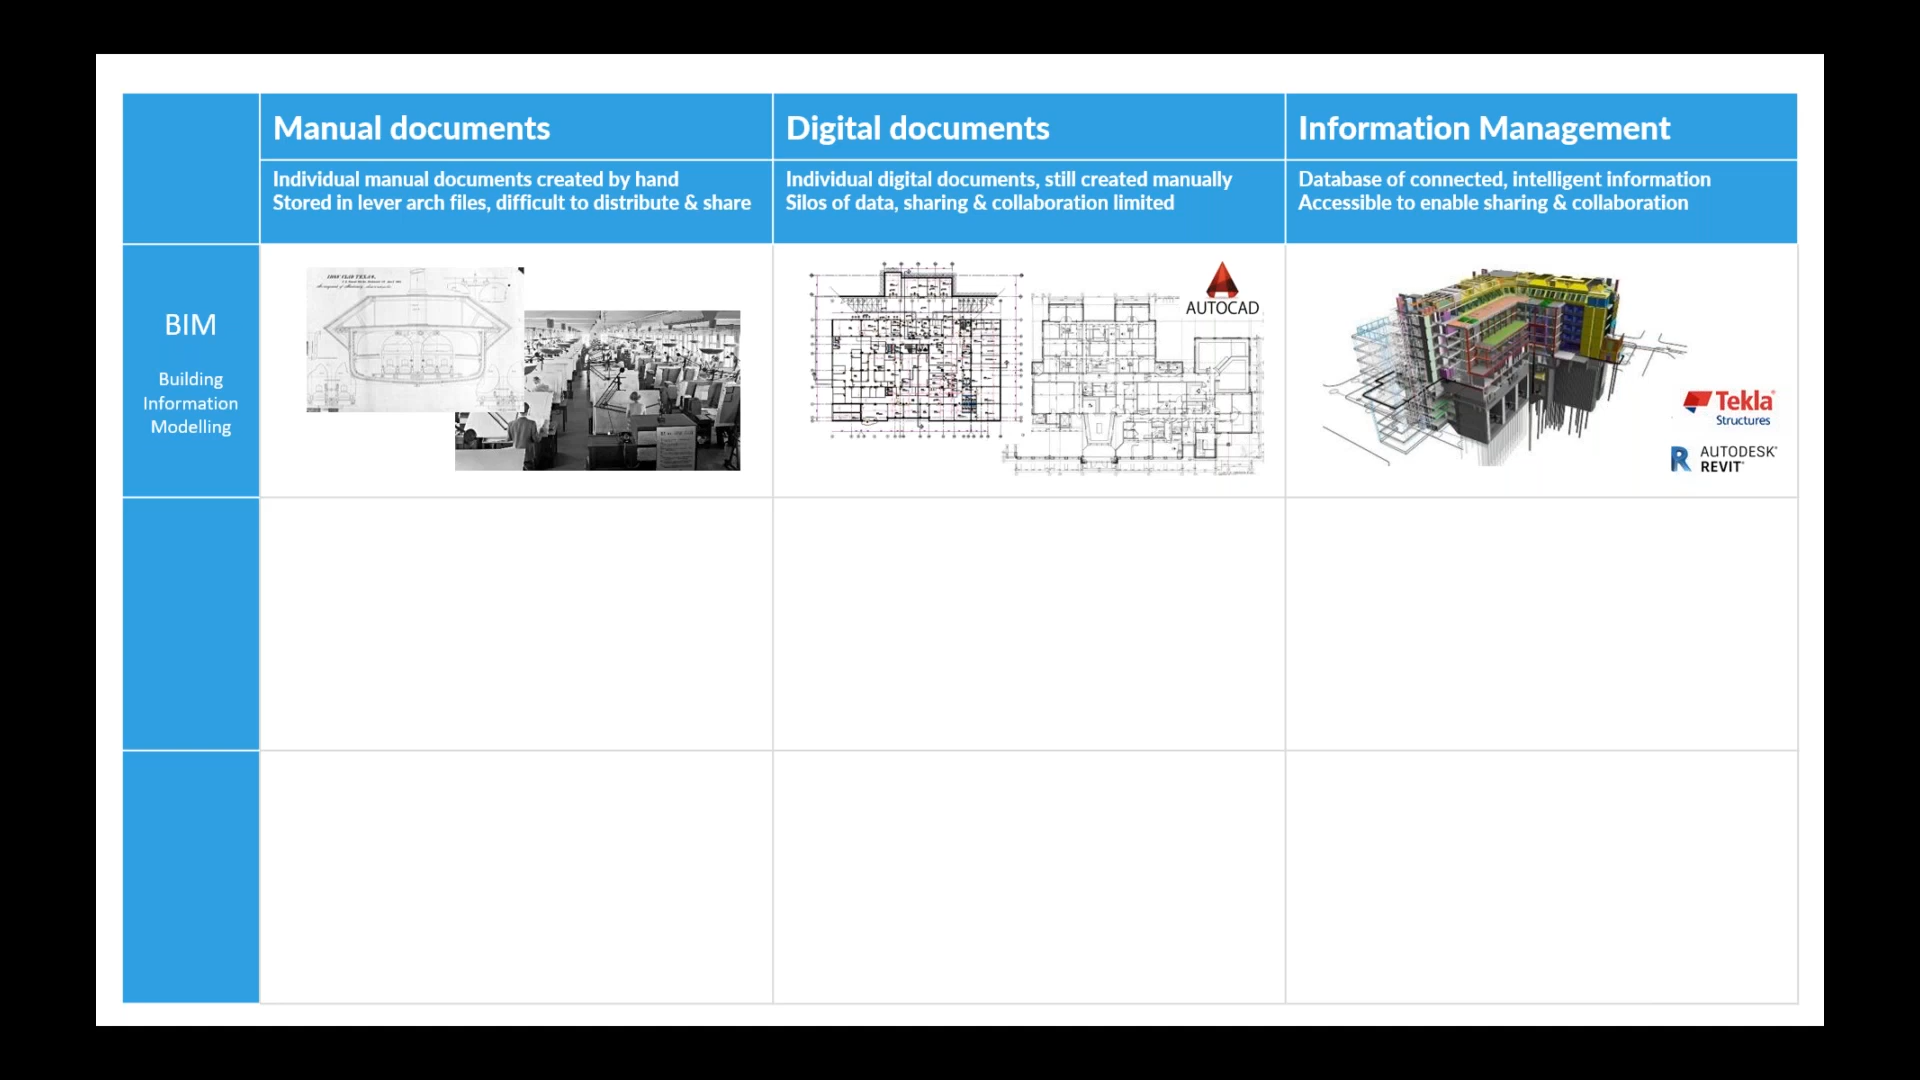 Manual documents
Digital documents
Information Management
Individual manual documents created by hand
Stored in lever arch files, difficult to distribute & share
Individual digital documents, still created manually
Silos of data, sharing & collaboration limited
Database of connected, intelligent information
Accessible to enable sharing & collaboration
BIM
Building
Information
Modelling
AUTOCAD
Tekla
Structures
AUTODESK
REVIT